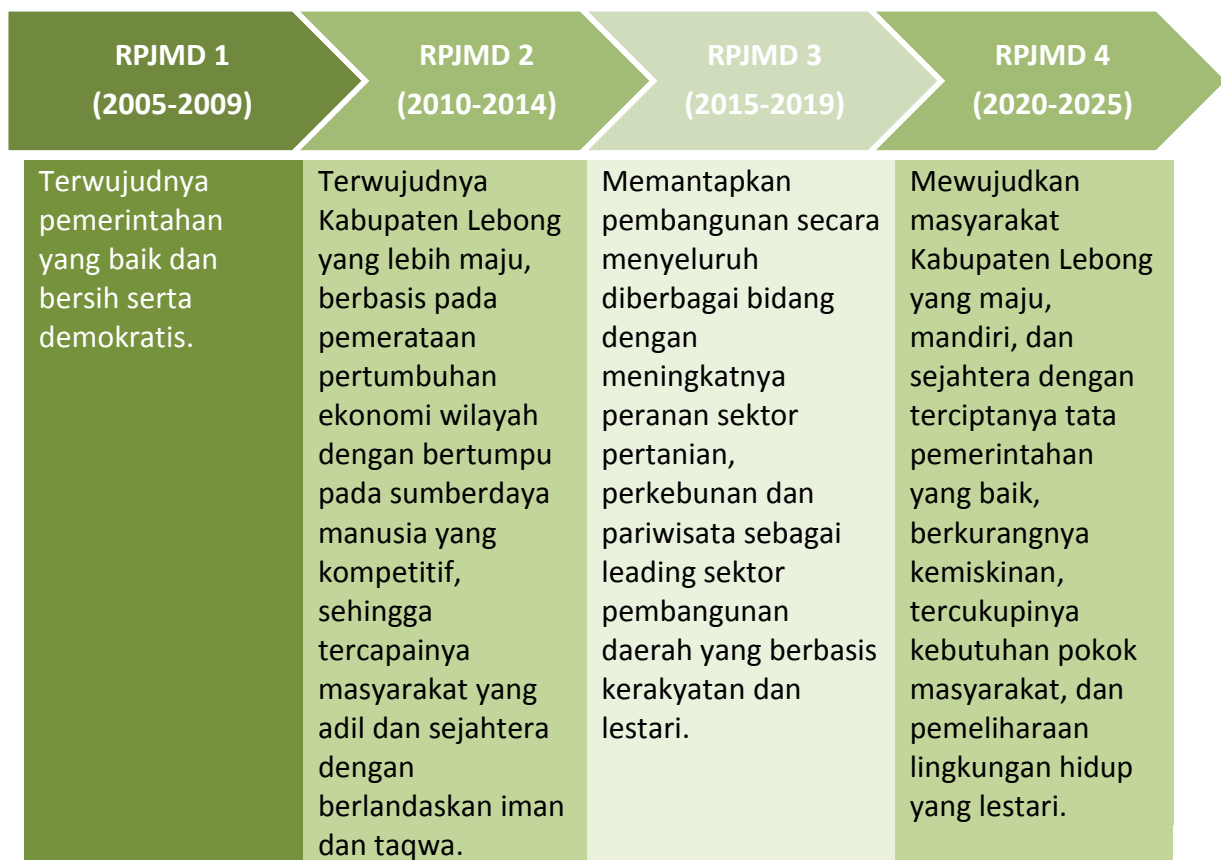 RPJMD 1
(2005-2009)
RPJMD 2
(2010-2014)
RPJMD 3
(2015-2019)
RPJMD 4
(2020-2025)
Terwujudnya
pemerintahan
yang baik dan
bersih serta
demokratis.
Terwujudnya
Kabupaten Lebong
yang lebih maju,
berbasis pada
pemerataan
pertumbuhan
ekonomi wilayah
dengan bertumpu
pada sumberdaya
manusia yang
kompetitif,
sehingga
tercapainya
masyarakat yang
adil dan sejahtera
dengan
berlandaskan iman
dan taqwa.
Memantapkan
pembangunan secara
menyeluruh
diberbagai bidang
dengan
meningkatnya
peranan sektor
pertanian,
perkebunan dan
pariwisata sebagai
leading sektor
pembangunan
daerah yang berbasis
kerakyatan dan
lestari.
Mewujudkan
masyarakat
Kabupaten Lebong
yang maju,
mandiri, dan
sejahtera dengan
terciptanya tata
pemerintahan
yang baik,
berkurangnya
kemiskinan,
tercukupinya
kebutuhan pokok
masyarakat, dan
pemeliharaan
lingkungan hidup
yang lestari.